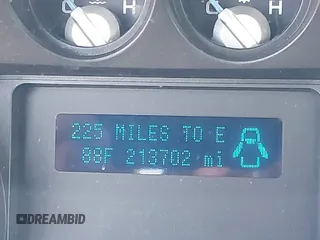 H H
225 MILES TO E
88F 213702 mi
DREAMBID